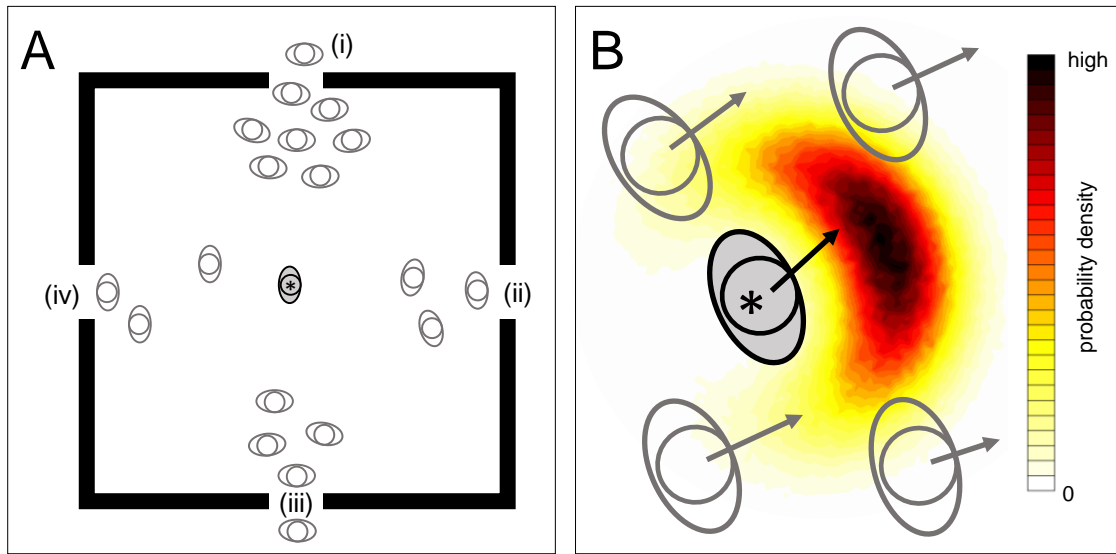 A
(i)
(ii)
(iii)
(iv)
*
B
*
high
probability density
0